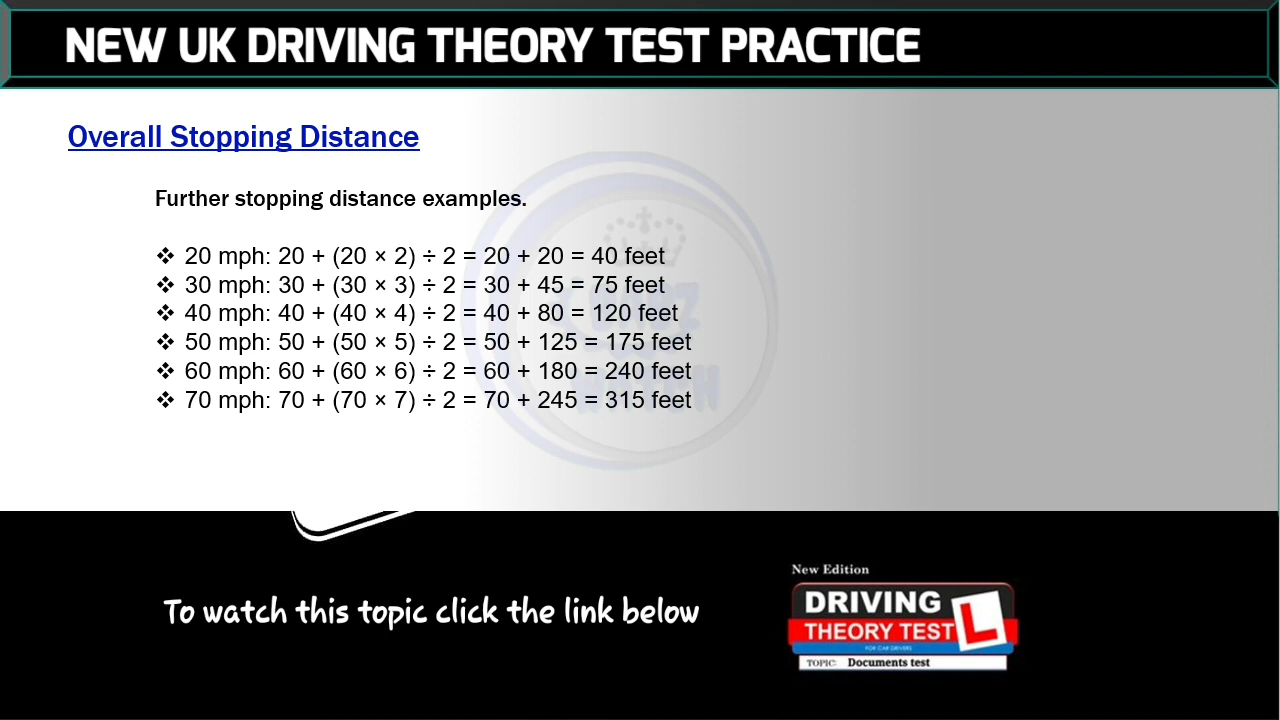 NEW UK DRIVING THEORY TEST PRACTICE
Overall Stopping Distance
Further stopping distance examples.
❖ 20 mph: 20 + (20 × 2) ÷ 2 = 20 + 20 = 40 feet
❖ 30 mph: 30 + (30 × 3) ÷ 2 = 30 + 45 = 75 feet
❖ 40 mph: 40 + (40 × 4) ÷ 2 = 40 + 80 = 120 feet
❖ 50 mph: 50 + (50 × 5) ÷ 2 = 50 + 125 = 175 feet
❖ 60 mph: 60 + (60 × 6) ÷ 2 = 60 + 180 = 240 feet
❖ 70 mph: 70 + (70 × 7) ÷ 2 = 70 + 245 = 315 feet
To watch this topic click the link below
New Edition
DRIVING
THEORY TEST
L
FOR CAR DRIVERS
TOPIC: Documents test